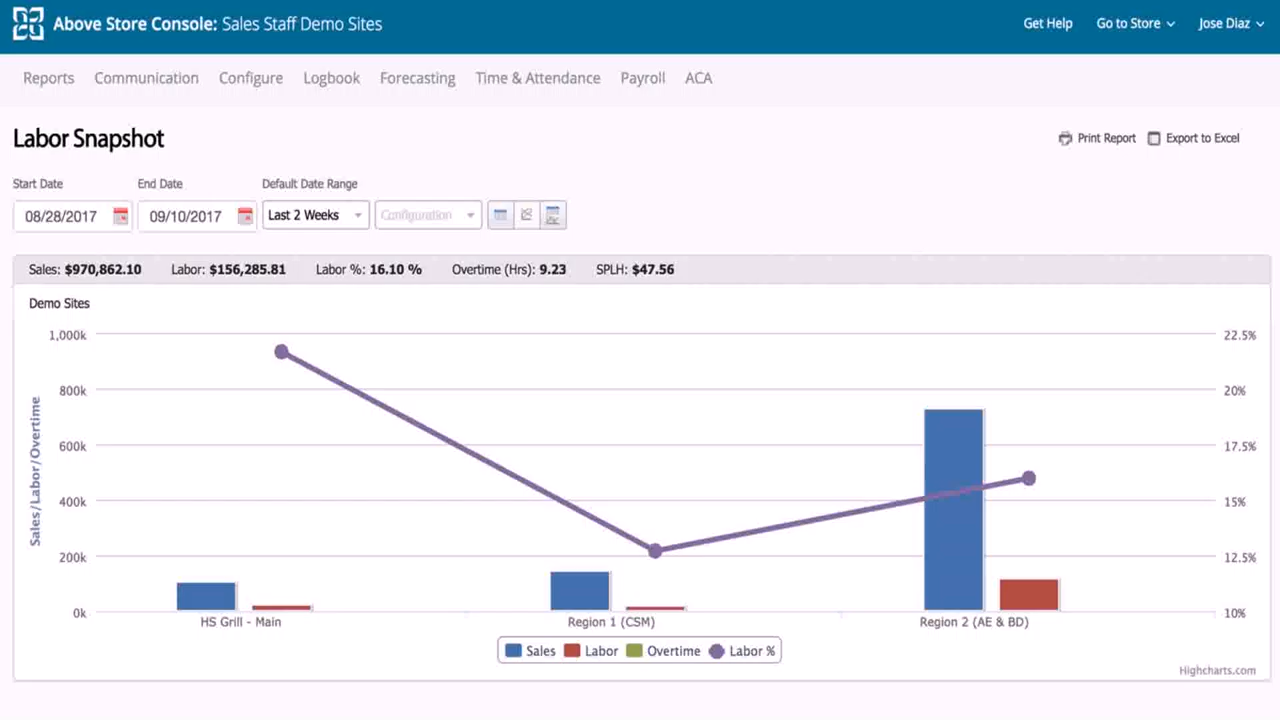 Above Store Console: Sales Staff Demo Sites
Get Help Go to Store Jose Diaz
Reports Communication Configure Logbook Forecasting Time & Attendance Payroll ACA
Labor Snapshot
Print Report Export to Excel
Start Date End Date Default Date Range
08/28/2017 09/10/2017 Last 2 Weeks Configuration
Sales: $970,862.10 Labor: $156,285.81 Labor %: 16.10 % Overtime (Hrs): 9.23 SPLH: $47.56
Demo Sites
Sales/Labor/Overtime
1,000k 22.5%
800k 20%
600k 17.5%
400k 15%
200k 12.5%
0k 10%
HS Grill - Main Region 1 (CSM) Region 2 (AE & BD)
Sales Labor Overtime Labor %
Highcharts.com